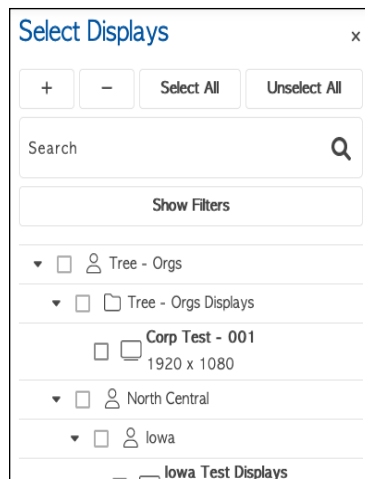 Select Displays x
+ − Select All Unselect All
Search
Show Filters
Tree - Orgs
Tree - Orgs Displays
Corp Test - 001
1920 x 1080
North Central
Iowa
Iowa Test Displays